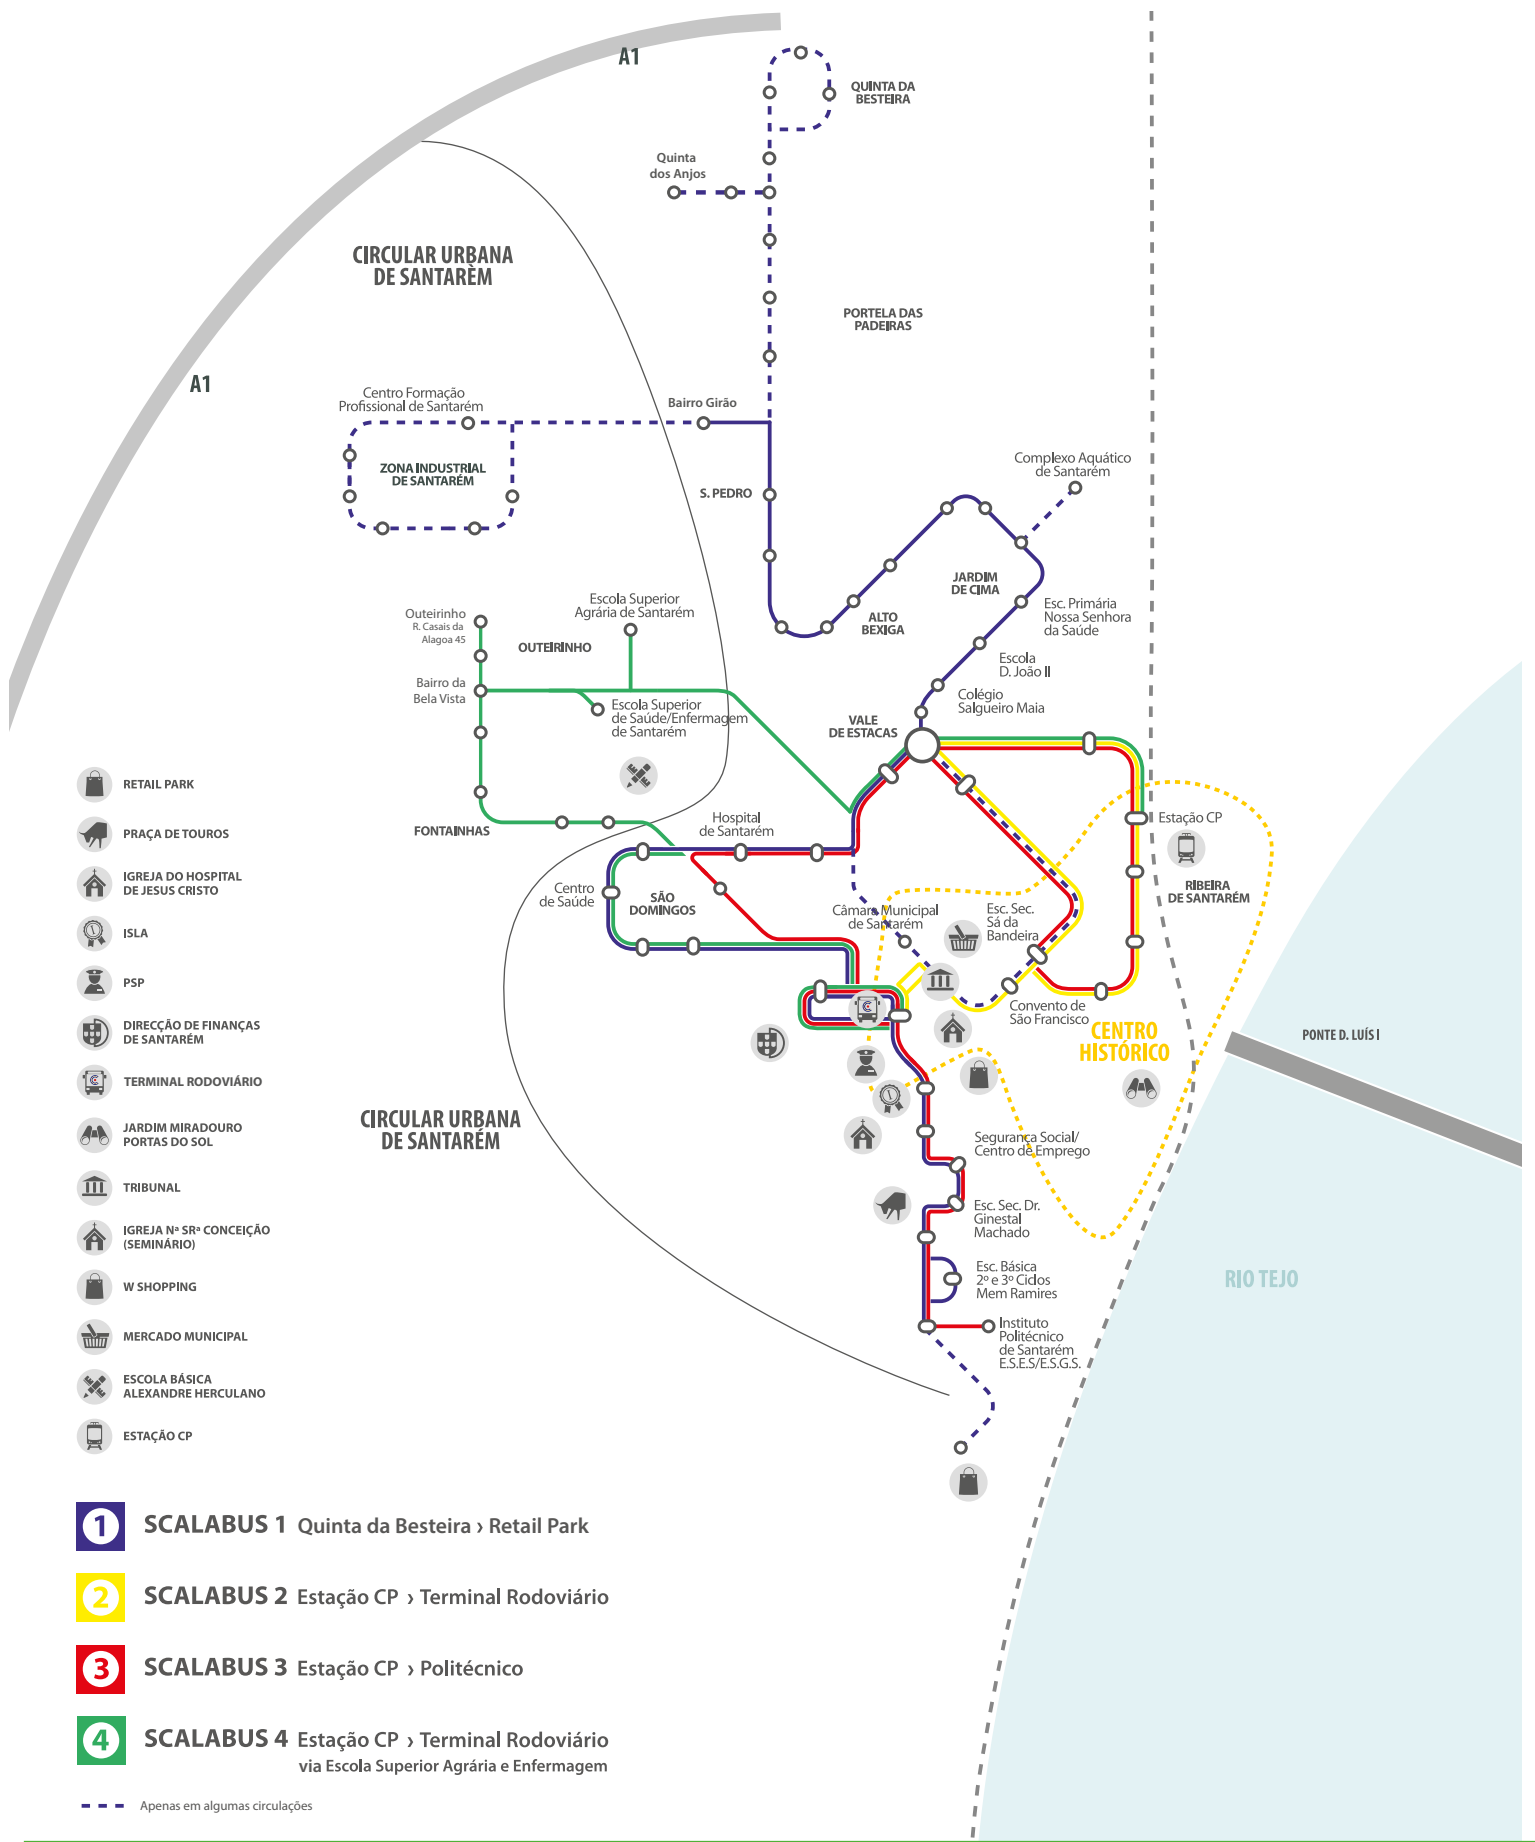 A1
QUINTA DA
BESTEIRA
Quinta
dos Anjos
CIRCULAR URBANA
DE SANTARÈM
PORTELA DAS
PADEIRAS
A1
Centro Formação
Profissional de Santarém
Bairro Girão
ZONA INDUSTRIAL
DE SANTARÉM
S. PEDRO
Complexo Aquático
de Santarém
JARDIM
DE CIMA
Esc. Primária
Nossa Senhora
da Saúde
ALTO
BEXIGA
Escola Superior
Agrária de Santarém
Outeirinho
R. Casais da
Alagoa 45
OUTEIRINHO
Escola
D. João II
Bairro da
Bela Vista
Colégio
Salgueiro Maia
Escola Superior
de Saúde/Enfermagem
de Santarém
VALE
DE ESTACAS
FONTAINHAS
Hospital
de Santarém
Estação CP
RIBEIRA
DE SANTARÉM
Centro
de Saúde
SÃO
DOMINGOS
Câmara Municipal
de Santarém
Esc. Sec.
Sá da
Bandeira
Convento de
São Francisco
CENTRO
HISTÓRICO
PONTE D. LUÍS I
CIRCULAR URBANA
DE SANTARÉM
Segurança Social/
Centro de Emprego
Esc. Sec. Dr.
Ginestal
Machado
Esc. Básica
2º e 3º Ciclos
Mem Ramires
RIO TEJO
Instituto
Politécnico
de Santarém
E.S.E.S/E.S.G.S.
RETAIL PARK
PRAÇA DE TOUROS
IGREJA DO HOSPITAL
DE JESUS CRISTO
ISLA
PSP
DIRECÇÃO DE FINANÇAS
DE SANTARÉM
TERMINAL RODOVIÁRIO
JARDIM MIRADOURO
PORTAS DO SOL
TRIBUNAL
IGREJA Nª SRª CONCEIÇÃO
(SEMINÁRIO)
W SHOPPING
MERCADO MUNICIPAL
ESCOLA BÁSICA
ALEXANDRE HERCULANO
ESTAÇÃO CP
1 SCALABUS 1 Quinta da Besteira › Retail Park
2 SCALABUS 2 Estação CP › Terminal Rodoviário
3 SCALABUS 3 Estação CP › Politécnico
4 SCALABUS 4 Estação CP › Terminal Rodoviário
via Escola Superior Agrária e Enfermagem
Apenas em algumas circulações